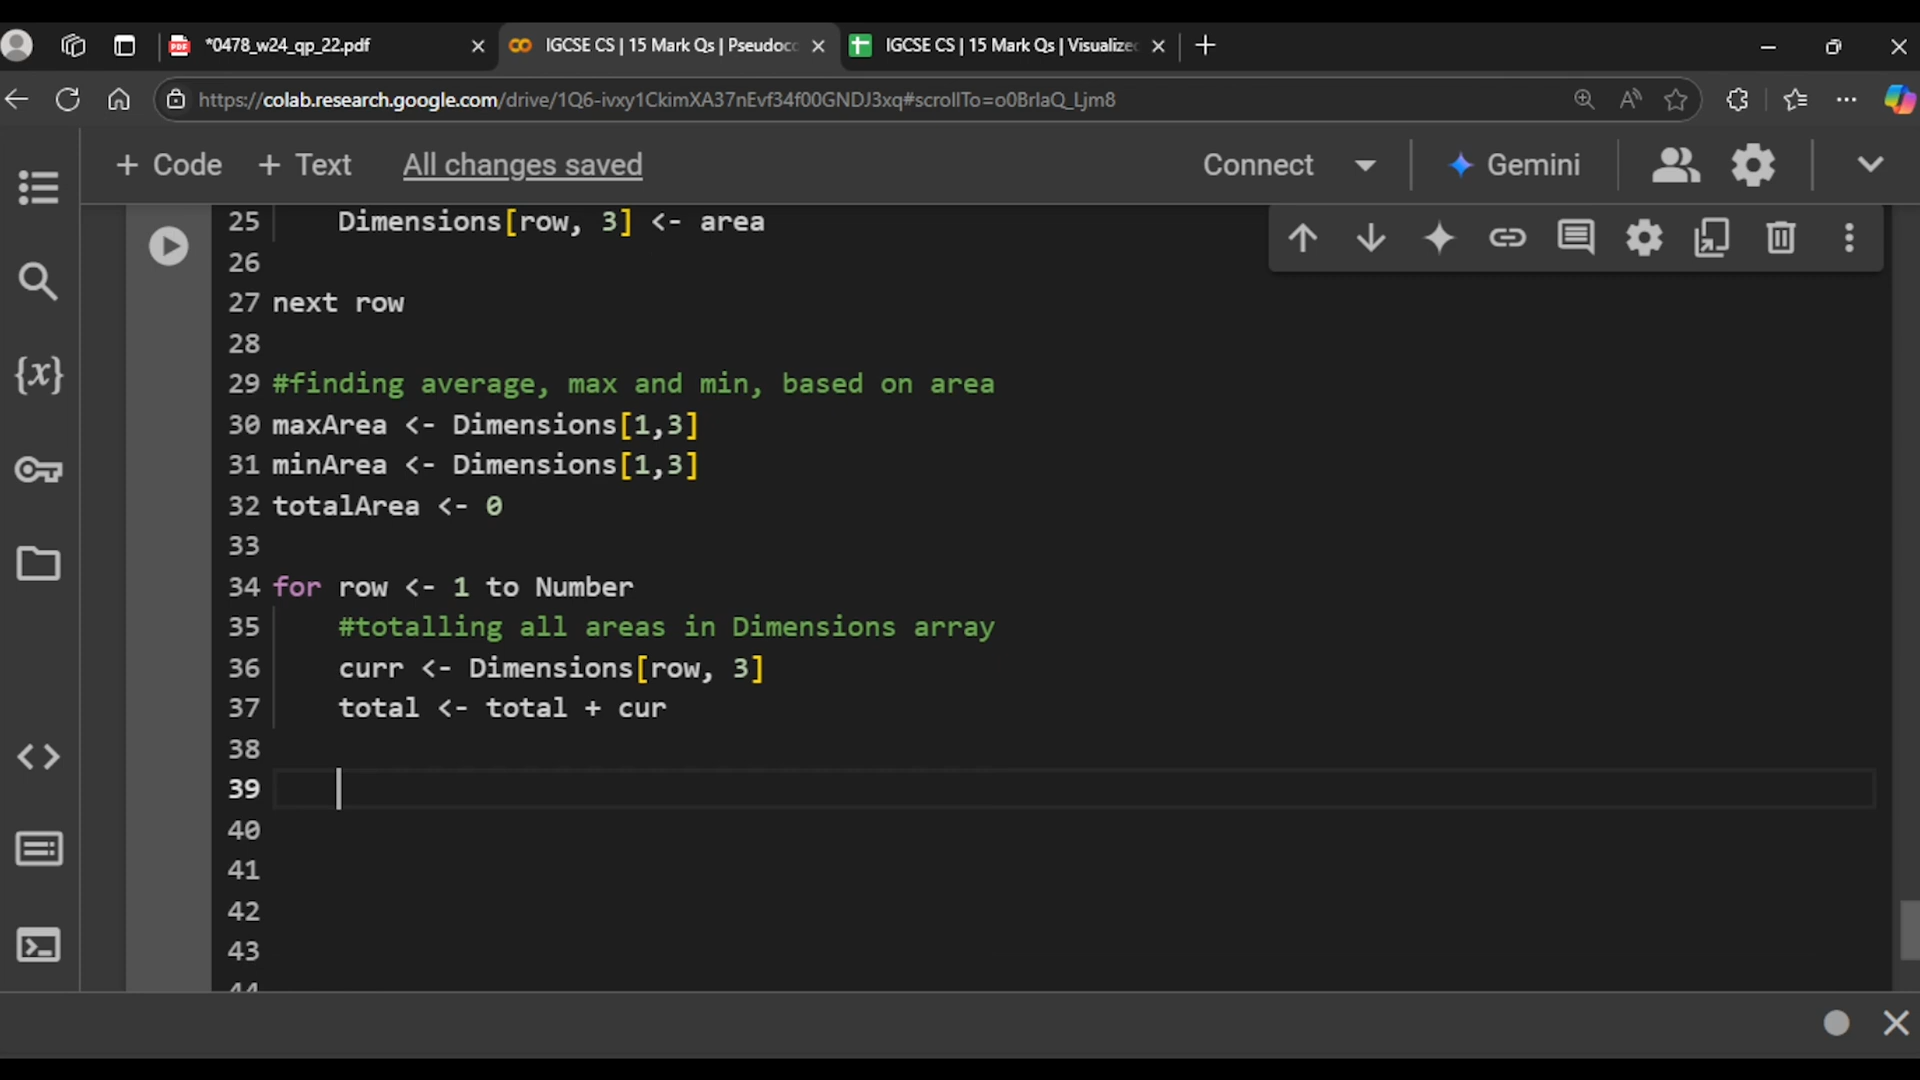 *0478_w24_qp_22.pdf
IGCSE CS | 15 Mark Qs | Pseudoc
IGCSE CS | 15 Mark Qs | Visualize
https://colab.research.google.com/drive/1Q6-ivxy1CkimXA37nEvf34f00GNDJ3xq#scrollTo=o0BrlaQ_Ljm8
+ Code + Text All changes saved Connect Gemini
25 Dimensions[row, 3] <- area
26
27 next row
28
29 #finding average, max and min, based on area
30 maxArea <- Dimensions[1,3]
31 minArea <- Dimensions[1,3]
32 totalArea <- 0
33
34 for row <- 1 to Number
35 #totalling all areas in Dimensions array
36 curr <- Dimensions[row, 3]
37 total <- total + cur
38
39
40
41
42
43
44